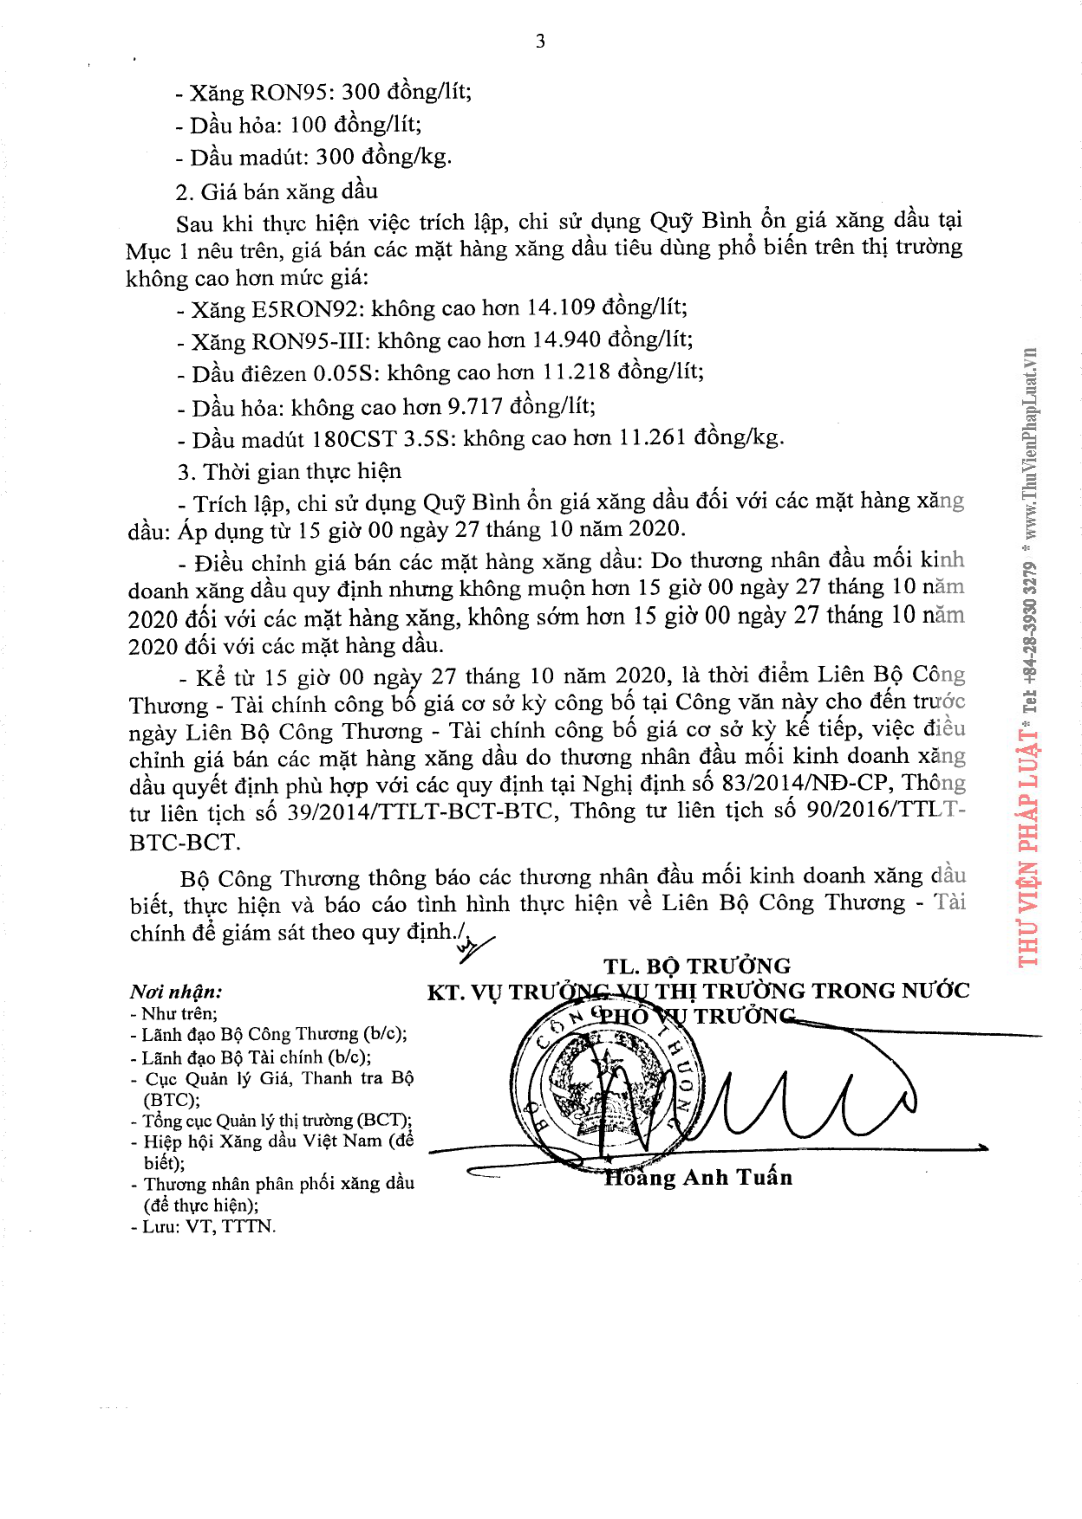 3
- Xăng RON95: 300 đồng/lít;
- Dầu hỏa: 100 đồng/lít;
- Dầu madút: 300 đồng/kg.
2. Giá bán xăng dầu
Sau khi thực hiện việc trích lập, chi sử dụng Quỹ Bình ổn giá xăng dầu tại
Mục 1 nêu trên, giá bán các mặt hàng xăng dầu tiêu dùng phổ biến trên thị trường
không cao hơn mức giá:
- Xăng E5RON92: không cao hơn 14.109 đồng/lít;
- Xăng RON95-III: không cao hơn 14.940 đồng/lít;
- Dầu điêzen 0.05S: không cao hơn 11.218 đồng/lít;
- Dầu hỏa: không cao hơn 9.717 đồng/lít;
- Dầu madút 180CST 3.5S: không cao hơn 11.261 đồng/kg.
3. Thời gian thực hiện
- Trích lập, chi sử dụng Quỹ Bình ổn giá xăng dầu đối với các mặt hàng xăng
dầu: Áp dụng từ 15 giờ 00 ngày 27 tháng 10 năm 2020.
- Điều chỉnh giá bán các mặt hàng xăng dầu: Do thương nhân đầu mối kinh
doanh xăng dầu quy định nhưng không muộn hơn 15 giờ 00 ngày 27 tháng 10 năm
2020 đối với các mặt hàng xăng, không sớm hơn 15 giờ 00 ngày 27 tháng 10 năm
2020 đối với các mặt hàng dầu.
- Kể từ 15 giờ 00 ngày 27 tháng 10 năm 2020, là thời điểm Liên Bộ Công
Thương - Tài chính công bố giá cơ sở kỳ công bố tại Công văn này cho đến trước
ngày Liên Bộ Công Thương - Tài chính công bố giá cơ sở kỳ kế tiếp, việc điều
chỉnh giá bán các mặt hàng xăng dầu do thương nhân đầu mối kinh doanh xăng
dầu quyết định phù hợp với các quy định tại Nghị định số 83/2014/NĐ-CP, Thông
tư liên tịch số 39/2014/TTLT-BCT-BTC, Thông tư liên tịch số 90/2016/TTLT-
BTC-BCT.
Bộ Công Thương thông báo các thương nhân đầu mối kinh doanh xăng dầu
biết, thực hiện và báo cáo tình hình thực hiện về Liên Bộ Công Thương - Tài
chính để giám sát theo quy định./.
TL. BỘ TRƯỞNG
KT. VỤ TRƯỞNG VỤ THỊ TRƯỜNG TRONG NƯỚC
PHÓ VỤ TRƯỞNG
BỘ CÔNG THƯƠNG
Hoàng Anh Tuấn
Nơi nhận:
- Như trên;
- Lãnh đạo Bộ Công Thương (b/c);
- Lãnh đạo Bộ Tài chính (b/c);
- Cục Quản lý Giá, Thanh tra Bộ
(BTC);
- Tổng cục Quản lý thị trường (BCT);
- Hiệp hội Xăng dầu Việt Nam (để
biết);
- Thương nhân phân phối xăng dầu
(để thực hiện);
- Lưu: VT, TTTN.
THƯ VIỆN PHÁP LUẬT * Tel: +84-28-3930 3279 * www.ThuVienPhapLuat.vn